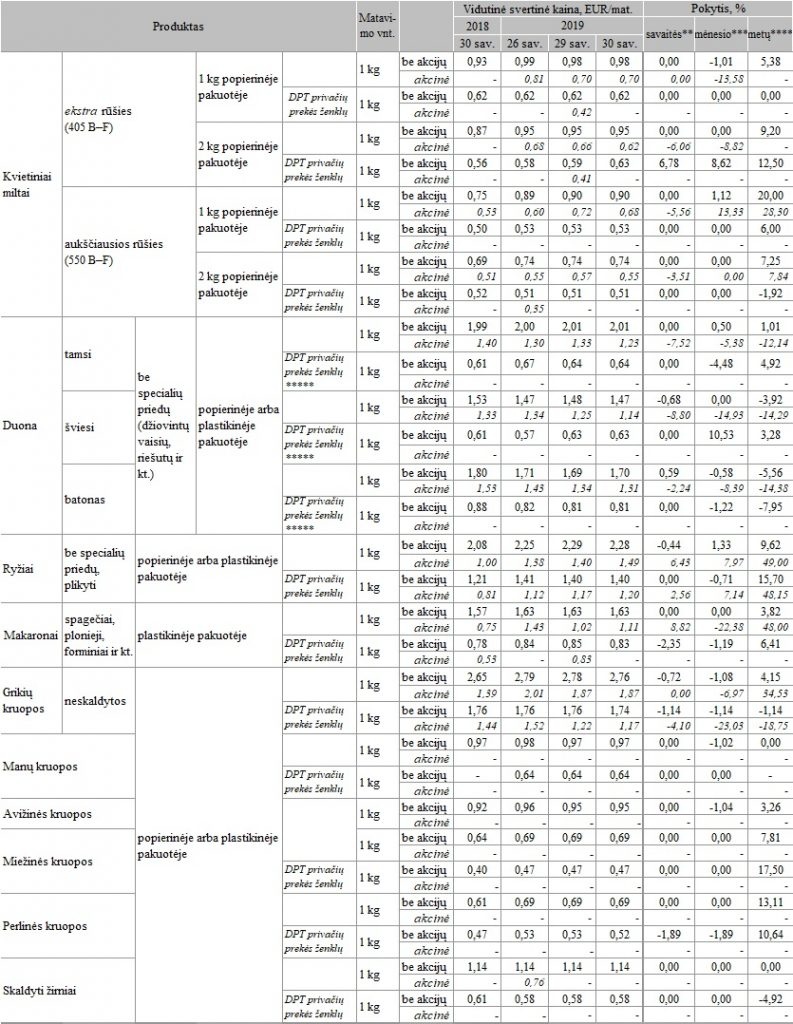 Produktas Matavi- Vidutinė svertinė kaina, EUR/mat. Pokytis, %
mo vnt. 2018 2019 savaitės** mėnesio*** metų****
30 sav. 26 sav. 29 sav. 30 sav.
Kvietiniai miltai ekstra rūšies (405 B–F) 1 kg popierinėje pakuotėje 1 kg be akcijų 0,93 0,99 0,98 0,98 0,00 -1,01 5,38
akcinė - 0,81 0,70 0,70 0,00 -13,58 -
DPT privačių prekės ženklų 1 kg be akcijų 0,62 0,62 0,62 0,62 0,00 0,00 0,00
akcinė - - 0,42 - - - -
2 kg popierinėje pakuotėje 1 kg be akcijų 0,87 0,95 0,95 0,95 0,00 0,00 9,20
akcinė - 0,68 0,66 0,62 -6,06 -8,82 -
DPT privačių prekės ženklų 1 kg be akcijų 0,56 0,58 0,59 0,63 6,78 8,62 12,50
akcinė - - 0,41 - - - -
aukščiausios rūšies (550 B–F) 1 kg popierinėje pakuotėje 1 kg be akcijų 0,75 0,89 0,90 0,90 0,00 1,12 20,00
akcinė 0,53 0,60 0,72 0,68 -5,56 13,33 28,30
DPT privačių prekės ženklų 1 kg be akcijų 0,50 0,53 0,53 0,53 0,00 0,00 6,00
akcinė - - - - - - -
2 kg popierinėje pakuotėje 1 kg be akcijų 0,69 0,74 0,74 0,74 0,00 0,00 7,25
akcinė 0,51 0,55 0,57 0,55 -3,51 0,00 7,84
DPT privačių prekės ženklų 1 kg be akcijų 0,52 0,51 0,51 0,51 0,00 0,00 -1,92
akcinė - 0,35 - - - - -
Duona tamsi be specialių priedų (džiovintų vaisių, riešutų ir kt.) popierinėje arba plastikinėje pakuotėje 1 kg be akcijų 1,99 2,00 2,01 2,01 0,00 0,50 1,01
akcinė 1,40 1,30 1,33 1,23 -7,52 -5,38 -12,14
DPT privačių prekės ženklų ***** 1 kg be akcijų 0,61 0,67 0,64 0,64 0,00 -4,48 4,92
akcinė - - - - - - -
šviesi 1 kg be akcijų 1,53 1,47 1,48 1,47 -0,68 0,00 -3,92
akcinė 1,33 1,34 1,25 1,14 -8,80 -14,93 -14,29
DPT privačių prekės ženklų ***** 1 kg be akcijų 0,61 0,57 0,63 0,63 0,00 10,53 3,28
akcinė - - - - - - -
batonas 1 kg be akcijų 1,80 1,71 1,69 1,70 0,59 -0,58 -5,56
akcinė 1,53 1,43 1,34 1,31 -2,24 -8,39 -14,38
DPT privačių prekės ženklų ***** 1 kg be akcijų 0,88 0,82 0,81 0,81 0,00 -1,22 -7,95
akcinė - - - - - - -
Ryžiai be specialių priedų, plikyti popierinėje arba plastikinėje pakuotėje 1 kg be akcijų 2,08 2,25 2,29 2,28 -0,44 1,33 9,62
akcinė 1,00 1,38 1,40 1,49 6,43 7,97 49,00
DPT privačių prekės ženklų 1 kg be akcijų 1,21 1,41 1,40 1,40 0,00 -0,71 15,70
akcinė 0,81 1,12 1,17 1,20 2,56 7,14 48,15
Makaronai spagečiai, plonieji, forminiai ir kt. plastikinėje pakuotėje 1 kg be akcijų 1,57 1,63 1,63 1,63 0,00 0,00 3,82
akcinė 0,75 1,43 1,02 1,11 8,82 -22,38 48,00
DPT privačių prekės ženklų 1 kg be akcijų 0,78 0,84 0,85 0,83 -2,35 -1,19 6,41
akcinė 0,53 - 0,83 - - - -
Grikių kruopos neskaldytos popierinėje arba plastikinėje pakuotėje 1 kg be akcijų 2,65 2,79 2,78 2,76 -0,72 -1,08 4,15
akcinė 1,39 2,01 1,87 1,87 0,00 -6,97 34,53
DPT privačių prekės ženklų 1 kg be akcijų 1,76 1,76 1,76 1,74 -1,14 -1,14 -1,14
akcinė 1,44 1,52 1,22 1,17 -4,10 -23,03 -18,75
Manų kruopos 1 kg be akcijų 0,97 0,98 0,97 0,97 0,00 -1,02 0,00
akcinė - - - - - - -
DPT privačių prekės ženklų 1 kg be akcijų - 0,64 0,64 0,64 0,00 0,00 -
akcinė - - - - - - -
Avižinės kruopos 1 kg be akcijų 0,92 0,96 0,95 0,95 0,00 -1,04 3,26
akcinė - - - - - - -
Miežinės kruopos 1 kg be akcijų 0,64 0,69 0,69 0,69 0,00 0,00 7,81
akcinė - - - - - - -
DPT privačių prekės ženklų 1 kg be akcijų 0,40 0,47 0,47 0,47 0,00 0,00 17,50
akcinė - - - - - - -
Perlinės kruopos 1 kg be akcijų 0,61 0,69 0,69 0,69 0,00 0,00 13,11
akcinė - - - - - - -
DPT privačių prekės ženklų 1 kg be akcijų 0,47 0,53 0,53 0,52 -1,89 -1,89 10,64
akcinė - - - - - - -
Skaldyti žirniai 1 kg be akcijų 1,14 1,14 1,14 1,14 0,00 0,00 0,00
akcinė - 0,76 - - - - -
DPT privačių prekės ženklų 1 kg be akcijų 0,61 0,58 0,58 0,58 0,00 0,00 -4,92
akcinė - - - - - - -